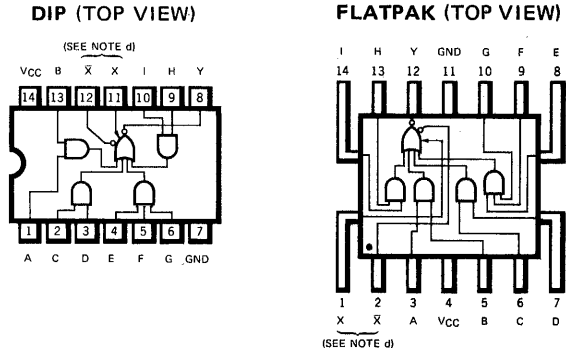 DIP (TOP VIEW)
(SEE NOTE d)
VCC B X̅ X I H Y
14 13 12 11 10 9 8
1 2 3 4 5 6 7
A C D E F G GND
FLATPAK (TOP VIEW)
I H Y GND G F E
14 13 12 11 10 9 8
1 2 3 4 5 6 7
X X̅ A VCC B C D
(SEE NOTE d)